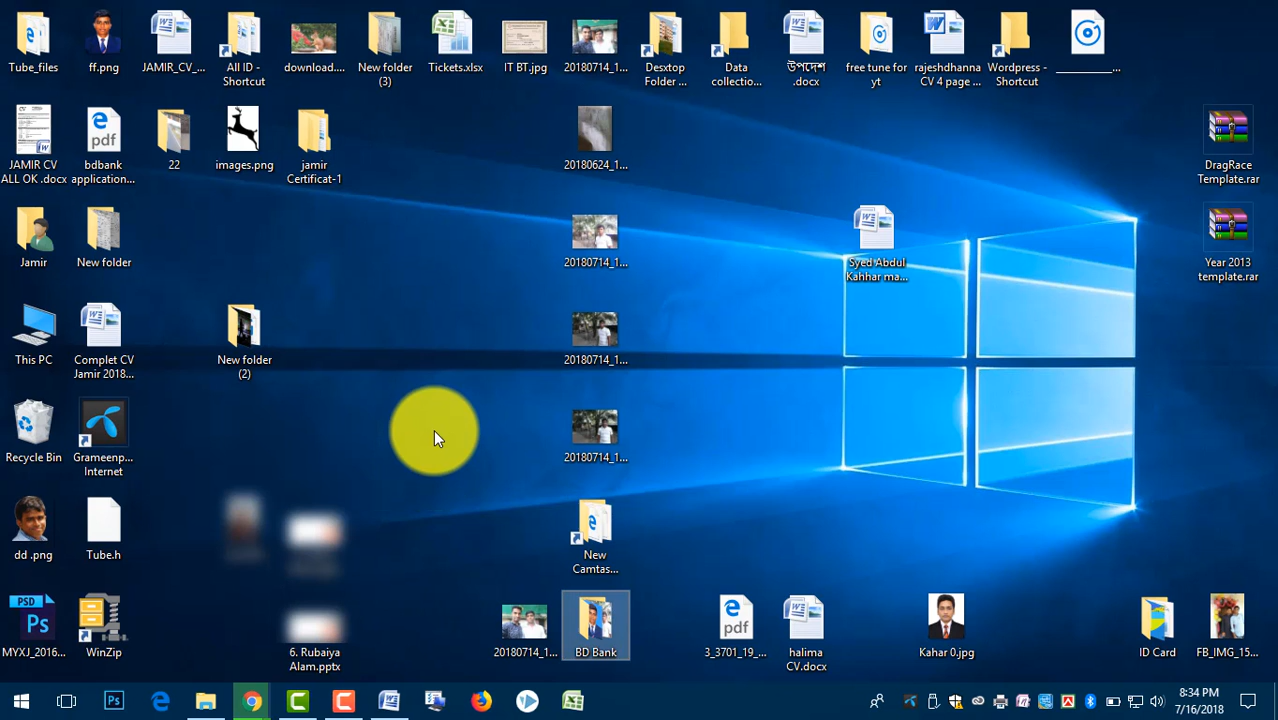 Tube_files
ff.png
JAMIR_CV_...
All ID -
Shortcut
download....
New folder
(3)
Tickets.xlsx
IT BT.jpg
20180714_1...
Desxtop
Folder ...
Data
collection...
উপদেশ
.docx
free tune for
yt
rajeshdhanna
CV 4 page ...
Wordpress -
Shortcut
____________...
JAMIR CV
ALL OK .docx
bdbank
application...
22
images.png
jamir
Certificat-1
20180624_1...
DragRace
Template.rar
Jamir
New folder
20180714_1...
Syed Abdul
Kahhar ma...
Year 2013
template.rar
This PC
Complet CV
Jamir 2018...
New folder
(2)
20180714_1...
Recycle Bin
Grameenp...
Internet
20180714_1...
dd .png
Tube.h
New
Camtas...
MYXJ_2016...
WinZip
6. Rubaiya
Alam.pptx
20180714_1...
BD Bank
3_3701_19_...
halima
CV.docx
Kahar 0.jpg
ID Card
FB_IMG_15...
8:34 PM
7/16/2018